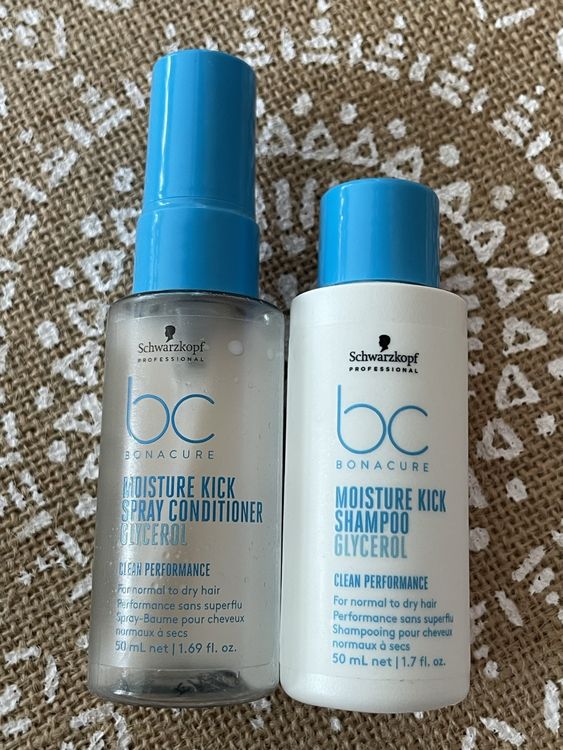 Schwarzkopf
PROFESSIONAL
bc
BONACURE
MOISTURE KICK
SPRAY CONDITIONER
GLYCEROL
CLEAN PERFORMANCE
For normal to dry hair
Performance sans superflu
Spray-Baume pour cheveux
normaux à secs
50 mL net | 1.69 fl. oz.
Schwarzkopf
PROFESSIONAL
bc
BONACURE
MOISTURE KICK
SHAMPOO
GLYCEROL
CLEAN PERFORMANCE
For normal to dry hair
Performance sans superflu
Shampooing pour cheveux
normaux à secs
50 mL net | 1.7 fl. oz.